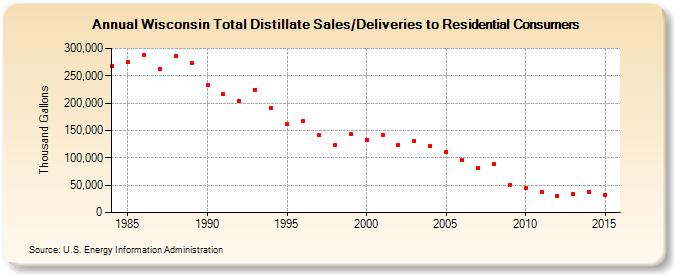 Annual Wisconsin Total Distillate Sales/Deliveries to Residential Consumers
Thousand Gallons
300,000
250,000
200,000
150,000
100,000
50,000
0
1985 1990 1995 2000 2005 2010 2015
Source: U.S. Energy Information Administration